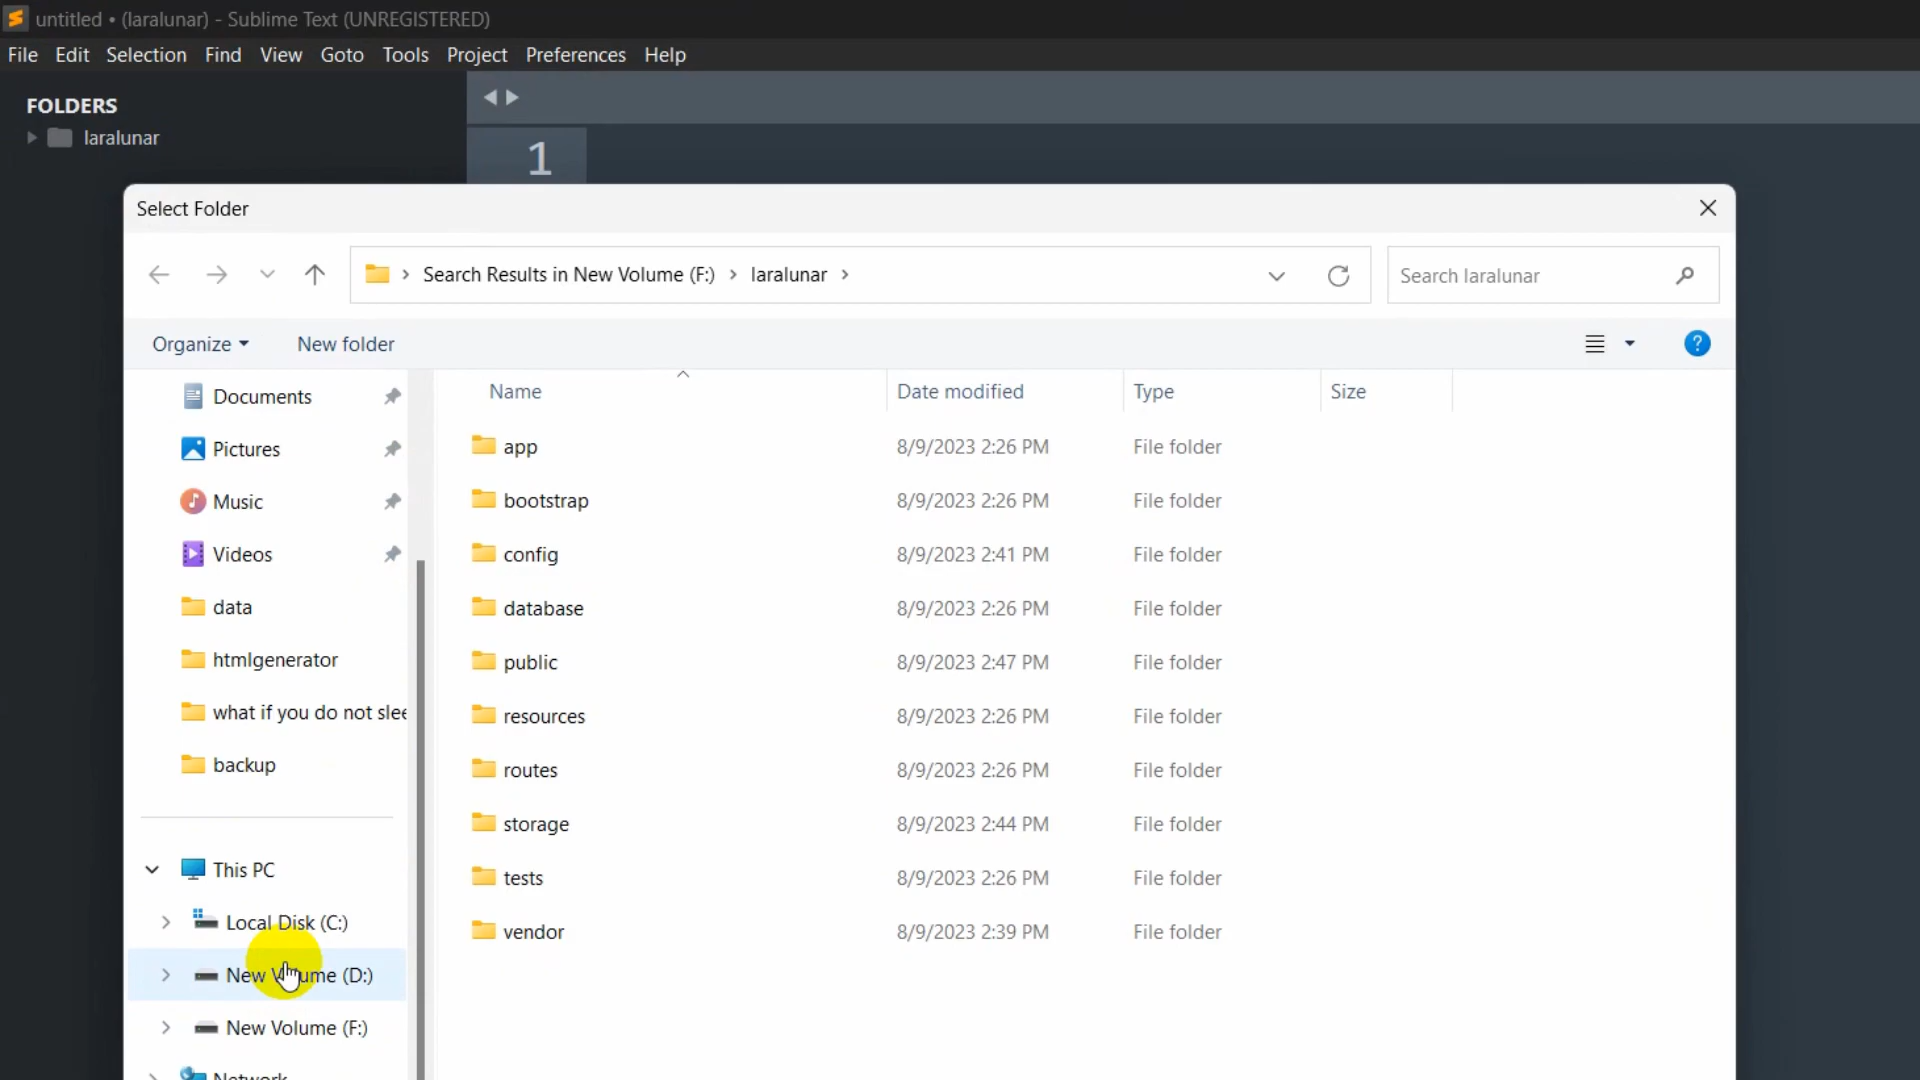 untitled • (laralunar) - Sublime Text (UNREGISTERED)
File Edit Selection Find View Goto Tools Project Preferences Help
FOLDERS
laralunar
1
Select Folder
Search Results in New Volume (F:) > laralunar >
Search laralunar
Organize
New folder
?
Documents
Pictures
Music
Videos
data
htmlgenerator
what if you do not slee
backup
This PC
Local Disk (C:)
New Volume (D:)
New Volume (F:)
Network
Name Date modified Type Size
app 8/9/2023 2:26 PM File folder
bootstrap 8/9/2023 2:26 PM File folder
config 8/9/2023 2:41 PM File folder
database 8/9/2023 2:26 PM File folder
public 8/9/2023 2:47 PM File folder
resources 8/9/2023 2:26 PM File folder
routes 8/9/2023 2:26 PM File folder
storage 8/9/2023 2:44 PM File folder
tests 8/9/2023 2:26 PM File folder
vendor 8/9/2023 2:39 PM File folder